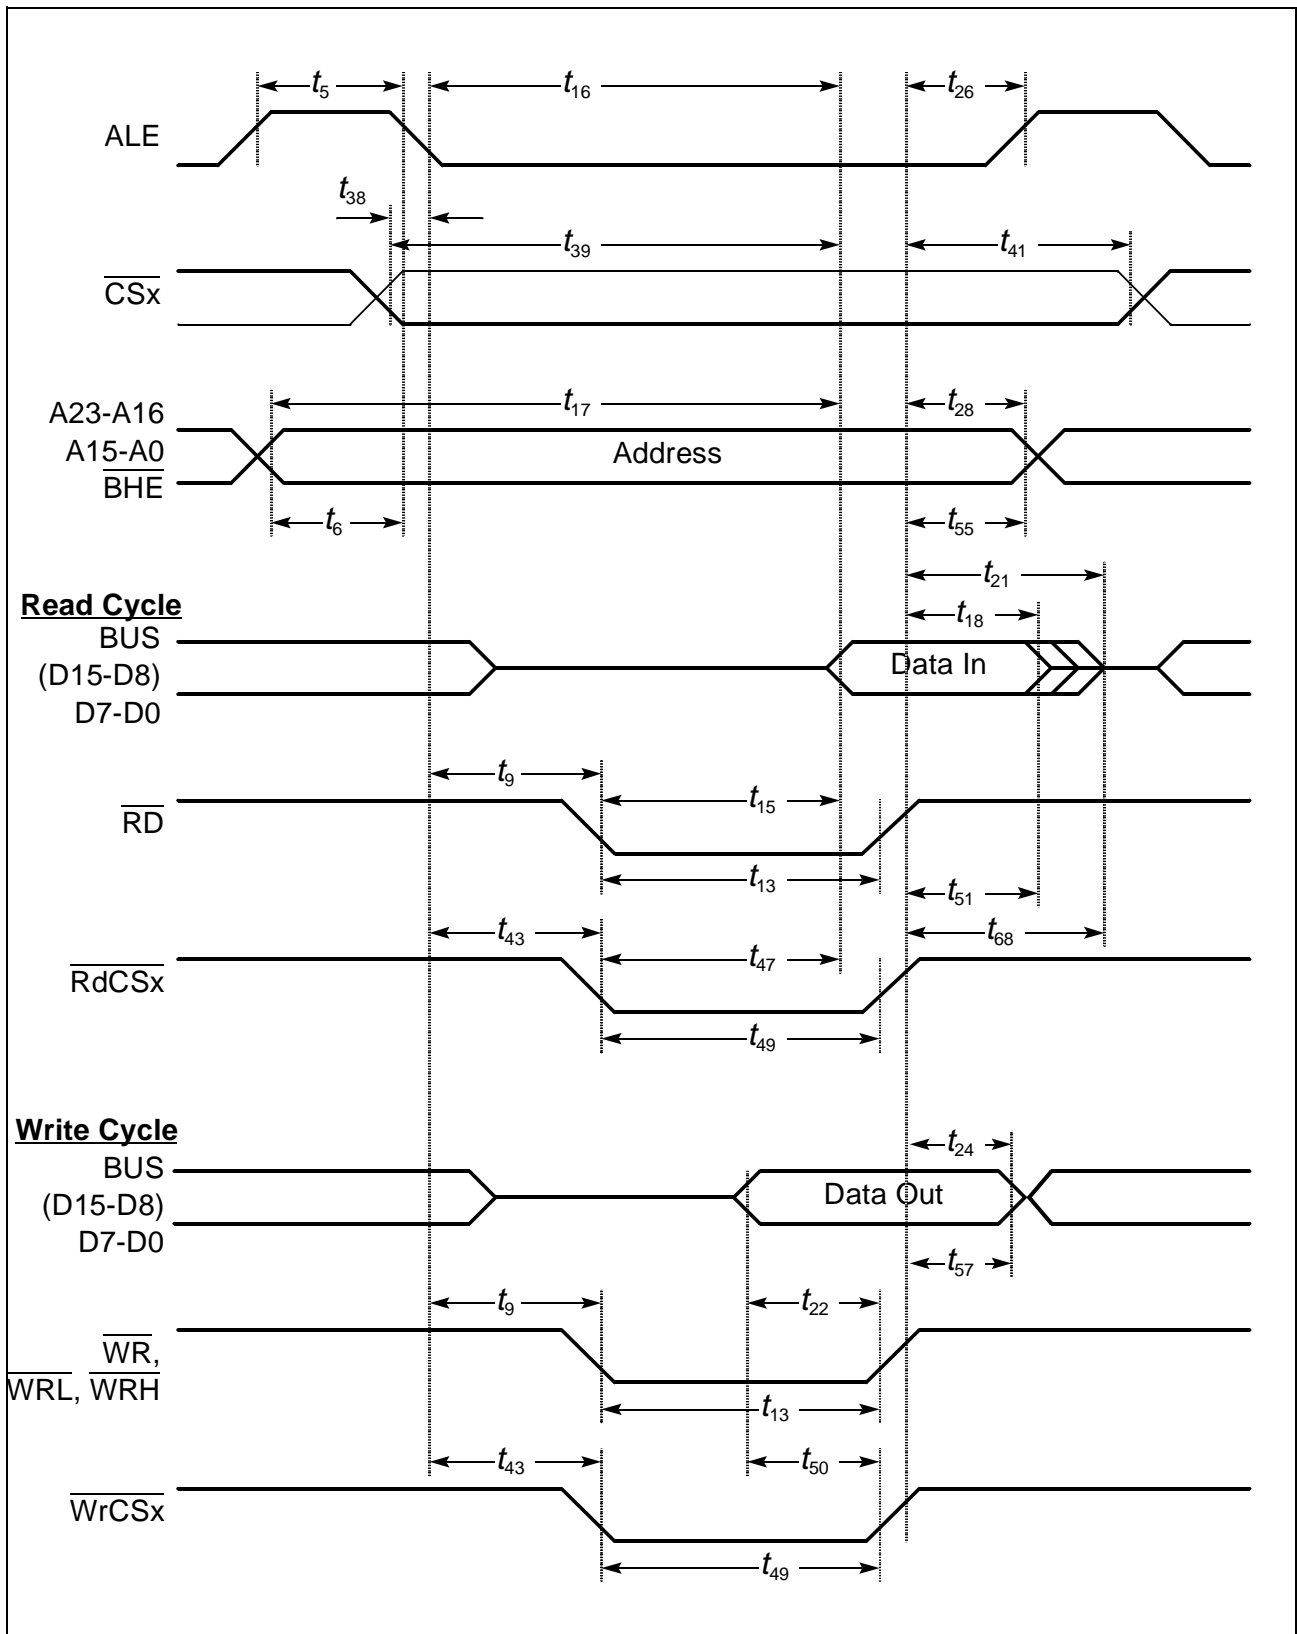 t5 t16 t26
ALE
t38
t39 t41
CSx
t17 t28
A23-A16
A15-A0 Address
BHE
t6 t55
t21
Read Cycle t18
BUS
(D15-D8) Data In
D7-D0
t9
t15
RD
t13 t51
t43 t68
t47
RdCSx
t49
Write Cycle
t24
BUS
(D15-D8) Data Out
D7-D0
t57
t9 t22
WR,
WRL, WRH
t13
t43 t50
WrCSx
t49